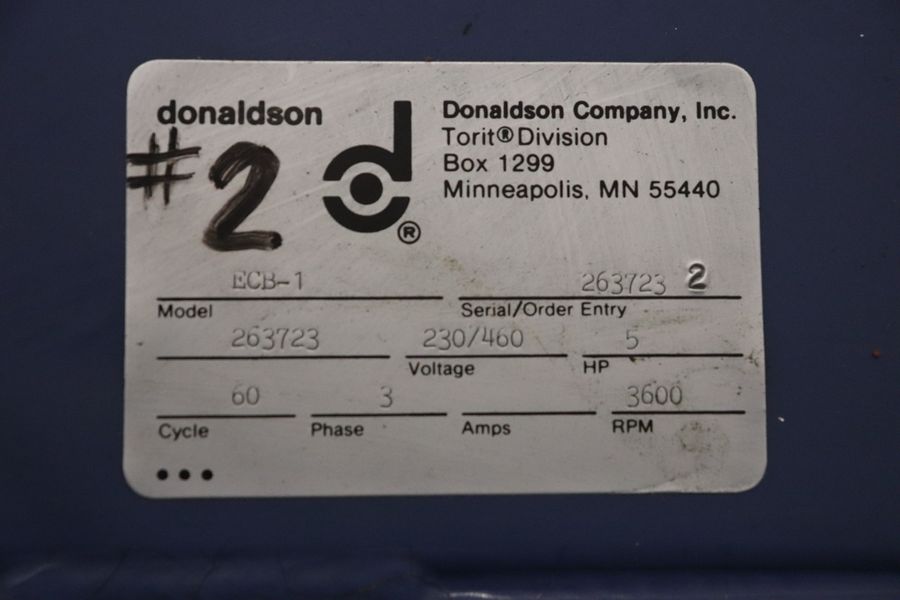 donaldson
#2
d
®
Donaldson Company, Inc.
Torit® Division
Box 1299
Minneapolis, MN 55440
ECB-1 263723 2
Model Serial/Order Entry
263723 230/460 5
Voltage HP
60 3 3600
Cycle Phase Amps RPM